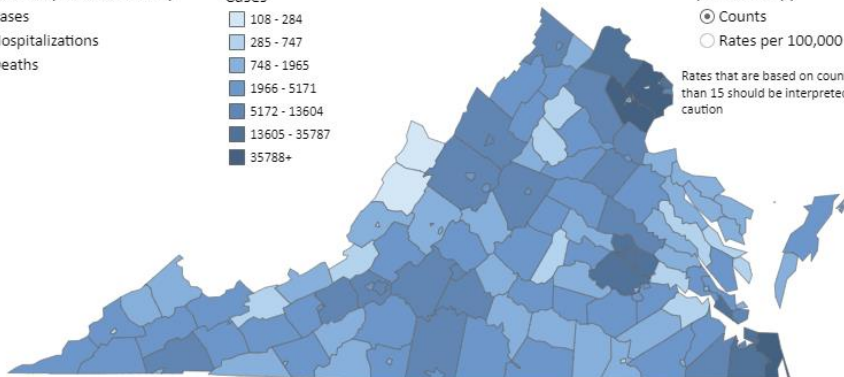 108 - 284
285 - 747
748 - 1965
1966 - 5171
5172 - 13604
13605 - 35787
35788+
Counts
Rates per 100,000
Rates that are based on coun
than 15 should be interpreted
caution
ases
ospitalizations
eaths